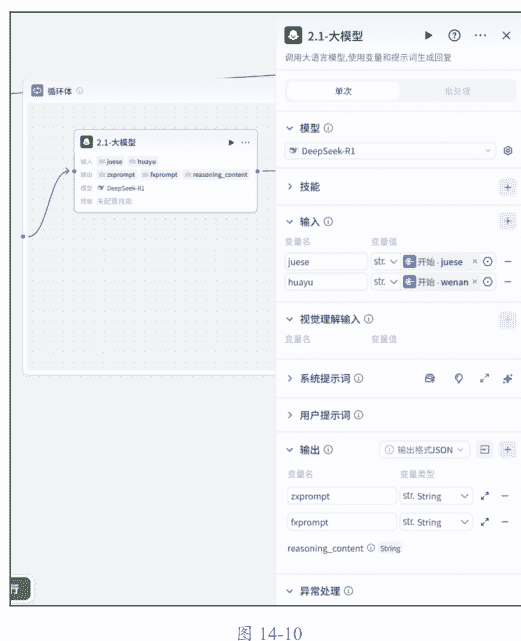 循环体
2.1-大模型
输入 str. juese str. huayu
输出 str. zxprompt str. fxprompt str. reasoning_content
模型 DeepSeek-R1
技能 未配置技能
行
2.1-大模型
调用大语言模型,使用变量和提示词生成回复
单次 批处理
模型
DeepSeek-R1
技能
输入
变量名 变量值
juese str. 开始 - juese
huayu str. 开始 - wenan
视觉理解输入
变量名 变量值
系统提示词
用户提示词
输出 输出格式JSON
变量名 变量类型
zxprompt str. String
fxprompt str. String
reasoning_content String
异常处理
图 14-10